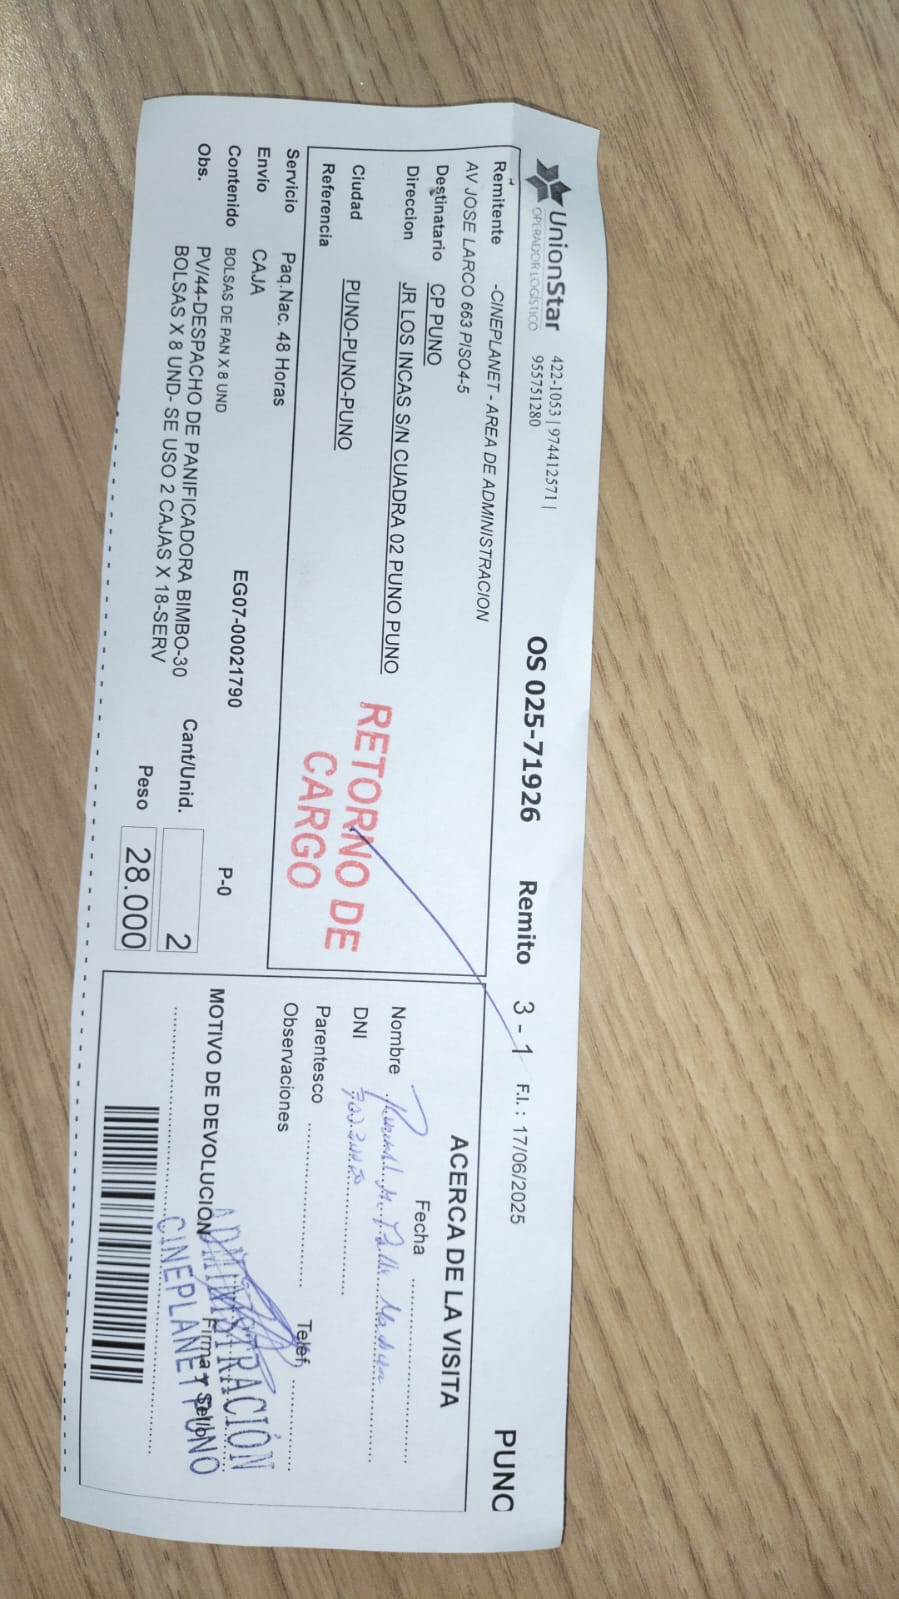 UnionStar
OPERADOR LOGÍSTICO
422-1053 | 974412571 |
955751280
OS 025-71926 Remito 3 - 1 F.I. : 17/06/2025 PUNO
Remitente -CINEPLANET - AREA DE ADMINISTRACION
AV JOSE LARCO 663 PISO4-5
Destinatario CP PUNO
Direccion JR LOS INCAS S/N CUADRA 02 PUNO PUNO
Ciudad PUNO-PUNO-PUNO
Referencia
RETORNO DE
CARGO
Servicio Paq.Nac. 48 Horas
Envío CAJA
Contenido BOLSAS DE PAN X 8 UND EG07-00021790 P-0
Obs. PV/44-DESPACHO DE PANIFICADORA BIMBO-30
BOLSAS X 8 UND- SE USO 2 CAJAS X 18-SERV
Cant/Unid. 2
Peso 28.000
ACERCA DE LA VISITA
Fecha
Nombre
DNI
Parentesco
Observaciones
Telef.
MOTIVO DE DEVOLUCIÓN
Firma y Sello
ADMINISTRACIÓN
CINEPLANET PUNO